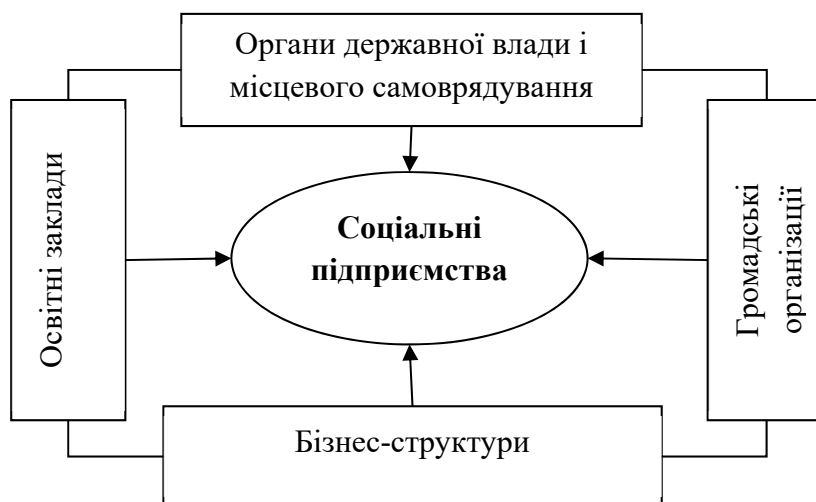 Органи державної влади і
місцевого самоврядування
Освітні заклади
Соціальні
підприємства
Громадські
організації
Бізнес-структури